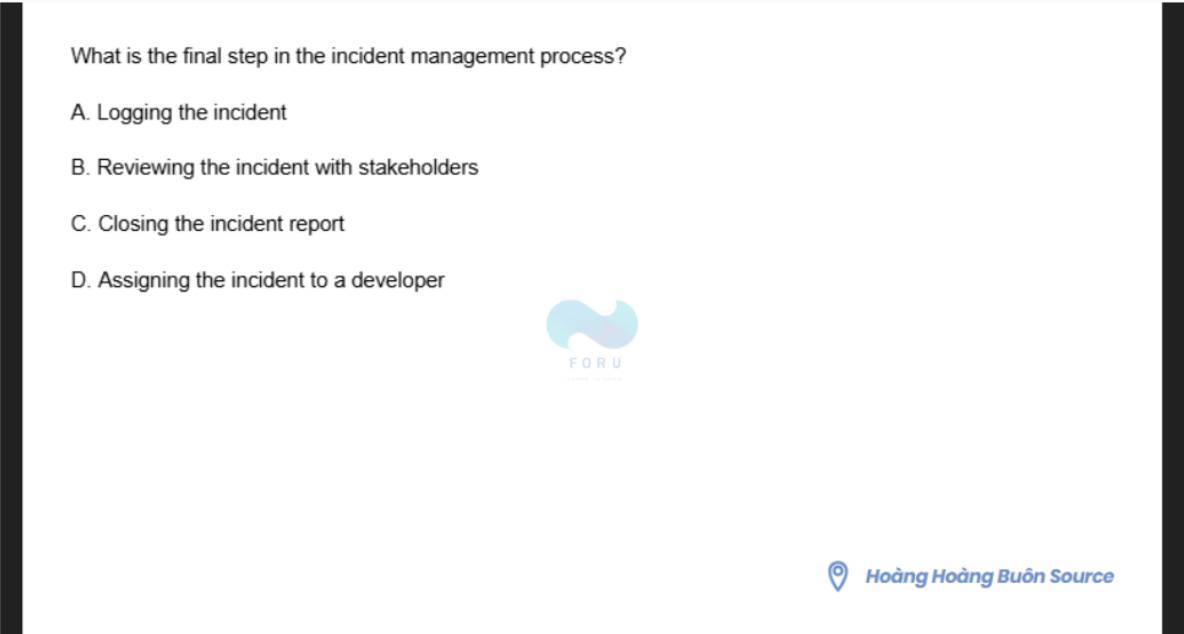 What is the final step in the incident management process?
A. Logging the incident
B. Reviewing the incident with stakeholders
C. Closing the incident report
D. Assigning the incident to a developer
FORU
Hoàng Hoàng Buôn Source